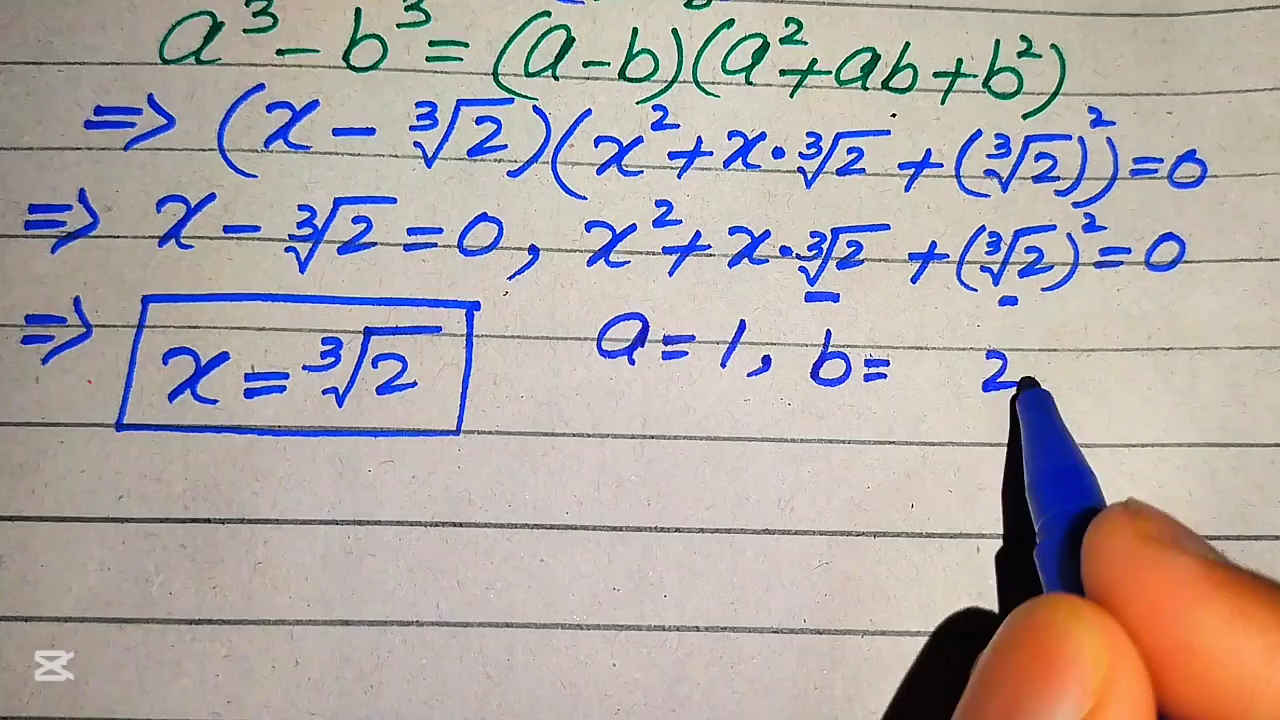 a³ - b³ = (a-b)(a²+ab+b²)
=> (x - ∛2)(x² + x·∛2 + (∛2)²) = 0
=> x - ∛2 = 0, x² + x·∛2 + (∛2)² = 0
=> x = ∛2 a = 1, b = 2